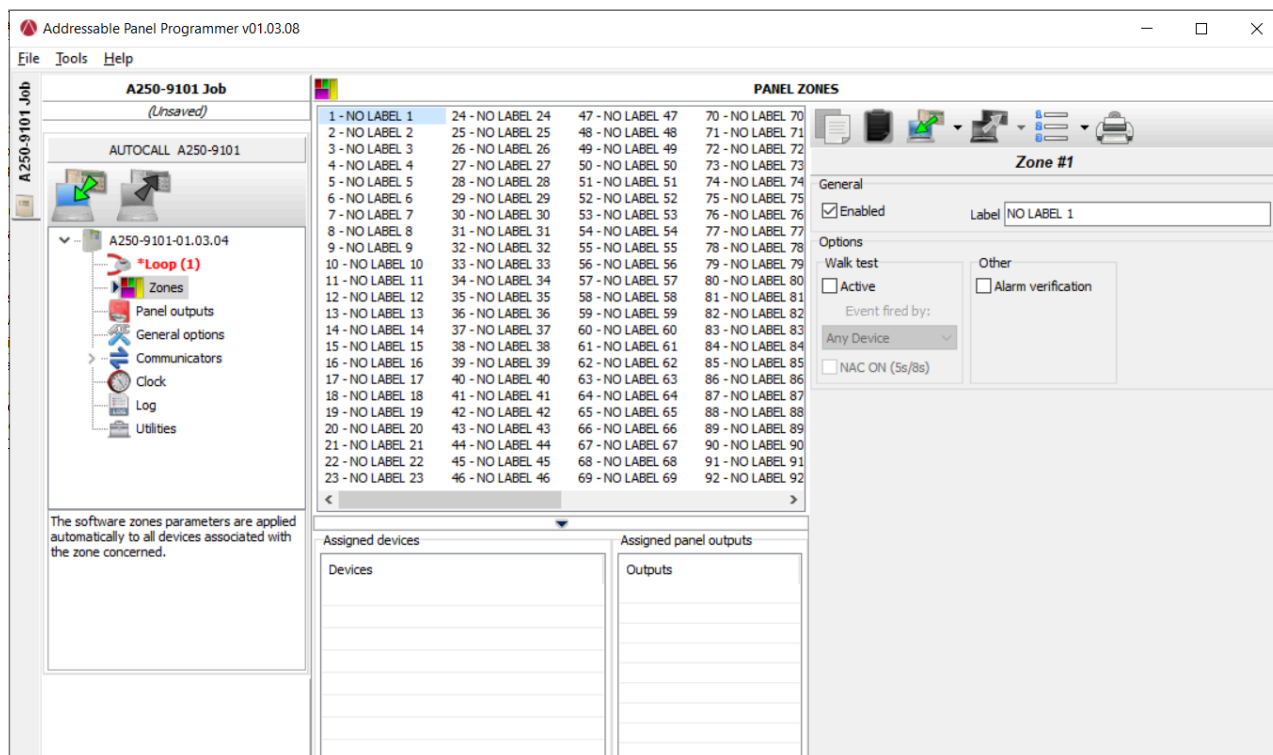 Addressable Panel Programmer v01.03.08
File Tools Help
A250-9101 Job
A250-9101 Job
(Unsaved)
AUTOCALL A250-9101
A250-9101-01.03.04
*Loop (1)
Zones
Panel outputs
General options
Communicators
Clock
LOG
Log
Utilities
The software zones parameters are applied
automatically to all devices associated with
the zone concerned.
PANEL ZONES
1 - NO LABEL 1
2 - NO LABEL 2
3 - NO LABEL 3
4 - NO LABEL 4
5 - NO LABEL 5
6 - NO LABEL 6
7 - NO LABEL 7
8 - NO LABEL 8
9 - NO LABEL 9
10 - NO LABEL 10
11 - NO LABEL 11
12 - NO LABEL 12
13 - NO LABEL 13
14 - NO LABEL 14
15 - NO LABEL 15
16 - NO LABEL 16
17 - NO LABEL 17
18 - NO LABEL 18
19 - NO LABEL 19
20 - NO LABEL 20
21 - NO LABEL 21
22 - NO LABEL 22
23 - NO LABEL 23
24 - NO LABEL 24
25 - NO LABEL 25
26 - NO LABEL 26
27 - NO LABEL 27
28 - NO LABEL 28
29 - NO LABEL 29
30 - NO LABEL 30
31 - NO LABEL 31
32 - NO LABEL 32
33 - NO LABEL 33
34 - NO LABEL 34
35 - NO LABEL 35
36 - NO LABEL 36
37 - NO LABEL 37
38 - NO LABEL 38
39 - NO LABEL 39
40 - NO LABEL 40
41 - NO LABEL 41
42 - NO LABEL 42
43 - NO LABEL 43
44 - NO LABEL 44
45 - NO LABEL 45
46 - NO LABEL 46
47 - NO LABEL 47
48 - NO LABEL 48
49 - NO LABEL 49
50 - NO LABEL 50
51 - NO LABEL 51
52 - NO LABEL 52
53 - NO LABEL 53
54 - NO LABEL 54
55 - NO LABEL 55
56 - NO LABEL 56
57 - NO LABEL 57
58 - NO LABEL 58
59 - NO LABEL 59
60 - NO LABEL 60
61 - NO LABEL 61
62 - NO LABEL 62
63 - NO LABEL 63
64 - NO LABEL 64
65 - NO LABEL 65
66 - NO LABEL 66
67 - NO LABEL 67
68 - NO LABEL 68
69 - NO LABEL 69
70 - NO LABEL 70
71 - NO LABEL 71
72 - NO LABEL 72
73 - NO LABEL 73
74 - NO LABEL 74
75 - NO LABEL 75
76 - NO LABEL 76
77 - NO LABEL 77
78 - NO LABEL 78
79 - NO LABEL 79
80 - NO LABEL 80
81 - NO LABEL 81
82 - NO LABEL 82
83 - NO LABEL 83
84 - NO LABEL 84
85 - NO LABEL 85
86 - NO LABEL 86
87 - NO LABEL 87
88 - NO LABEL 88
89 - NO LABEL 89
90 - NO LABEL 90
91 - NO LABEL 91
92 - NO LABEL 92
Assigned devices
Devices
Assigned panel outputs
Outputs
Zone #1
General
Enabled
Label NO LABEL 1
Options
Walk test
Active
Event fired by:
Any Device
NAC ON (5s/8s)
Other
Alarm verification